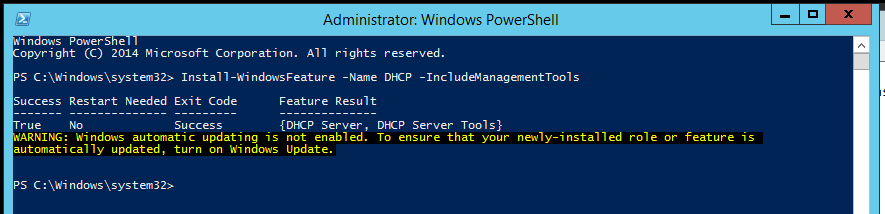 Administrator: Windows PowerShell
Windows PowerShell
Copyright (C) 2014 Microsoft Corporation. All rights reserved.
PS C:\Windows\system32> Install-WindowsFeature -Name DHCP -IncludeManagementTools
Success Restart Needed Exit Code      Feature Result
------- -------------- ---------      --------------
True    No             Success        {DHCP Server, DHCP Server Tools}
WARNING: Windows automatic updating is not enabled. To ensure that your newly-installed role or feature is
automatically updated, turn on Windows Update.
PS C:\Windows\system32>